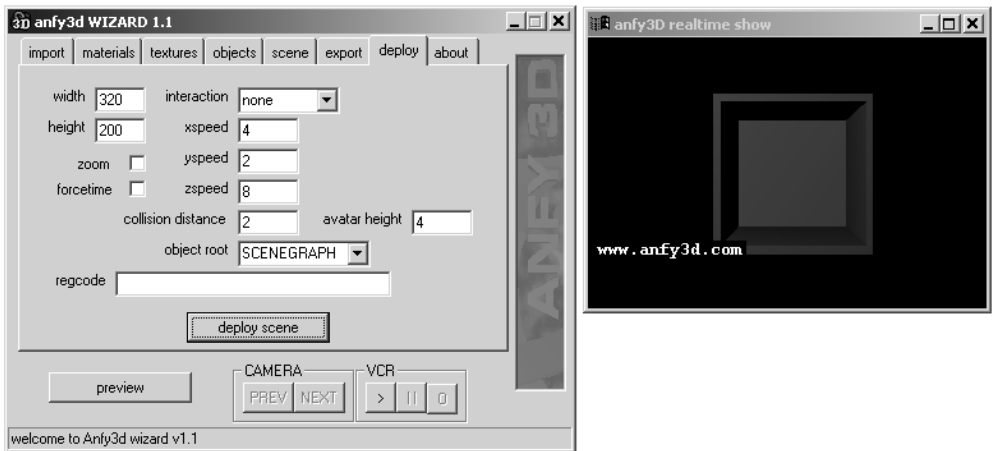 3D anfy3d WIZARD 1.1
import materials textures objects scene export deploy about
width 320 interaction none
height 200 xspeed 4
zoom yspeed 2
forcetime zspeed 8
collision distance 2 avatar height 4
object root SCENEGRAPH
regcode
deploy scene
preview
CAMERA
PREV NEXT
VCR
> || 0
welcome to Anfy3d wizard v1.1
ANFY 3D
anfy3D realtime show
www.anfy3d.com